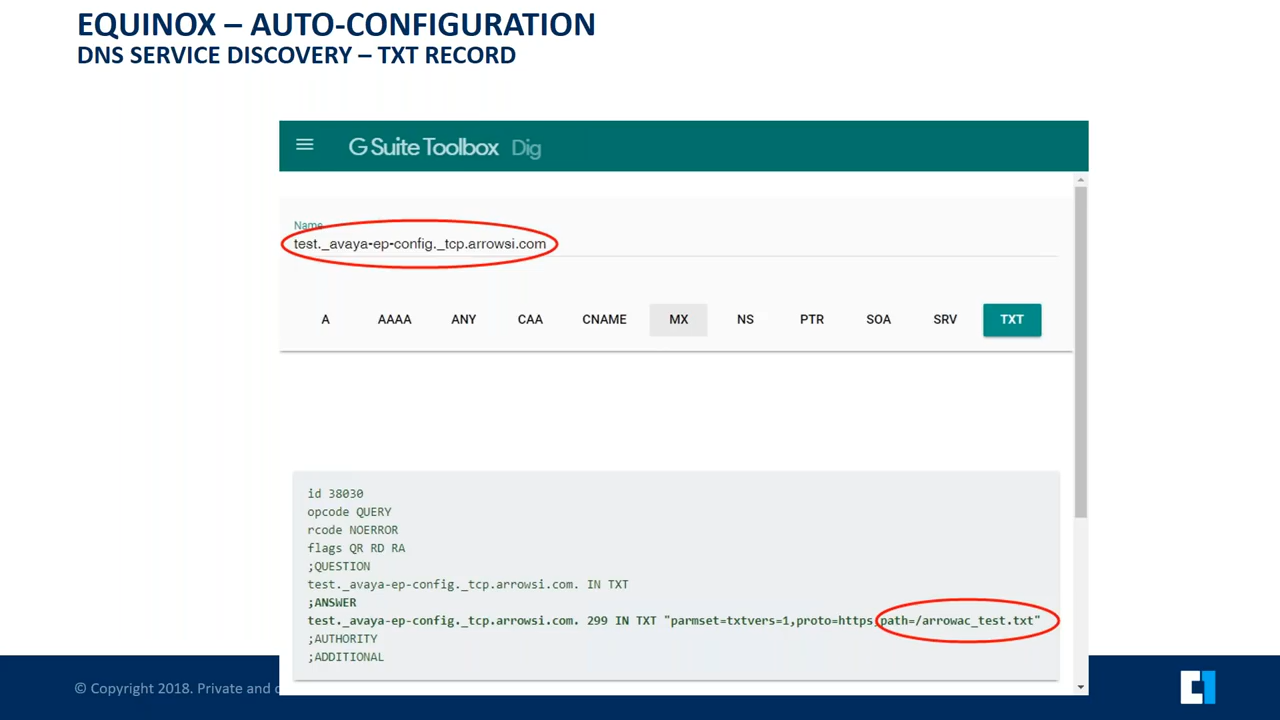 EQUINOX – AUTO-CONFIGURATION
DNS SERVICE DISCOVERY – TXT RECORD
G Suite Toolbox Dig
Name
test._avaya-ep-config._tcp.arrowsi.com
A AAAA ANY CAA CNAME MX NS PTR SOA SRV TXT
id 38030
opcode QUERY
rcode NOERROR
flags QR RD RA
;QUESTION
test._avaya-ep-config._tcp.arrowsi.com. IN TXT
;ANSWER
test._avaya-ep-config._tcp.arrowsi.com. 299 IN TXT "parmset=txtvers=1,proto=https,path=/arrowac_test.txt"
;AUTHORITY
;ADDITIONAL
© Copyright 2018. Private and